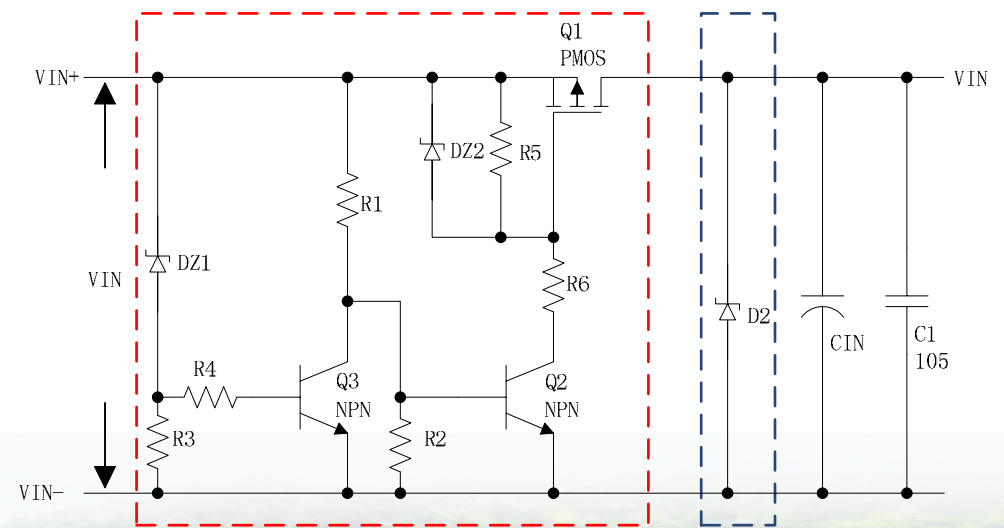 Q1
PMOS
VIN+
VIN
DZ2
R5
R1
DZ1
VIN
R6
D2
CIN
C1
105
R4
Q3
NPN
Q2
NPN
R3
R2
VIN-